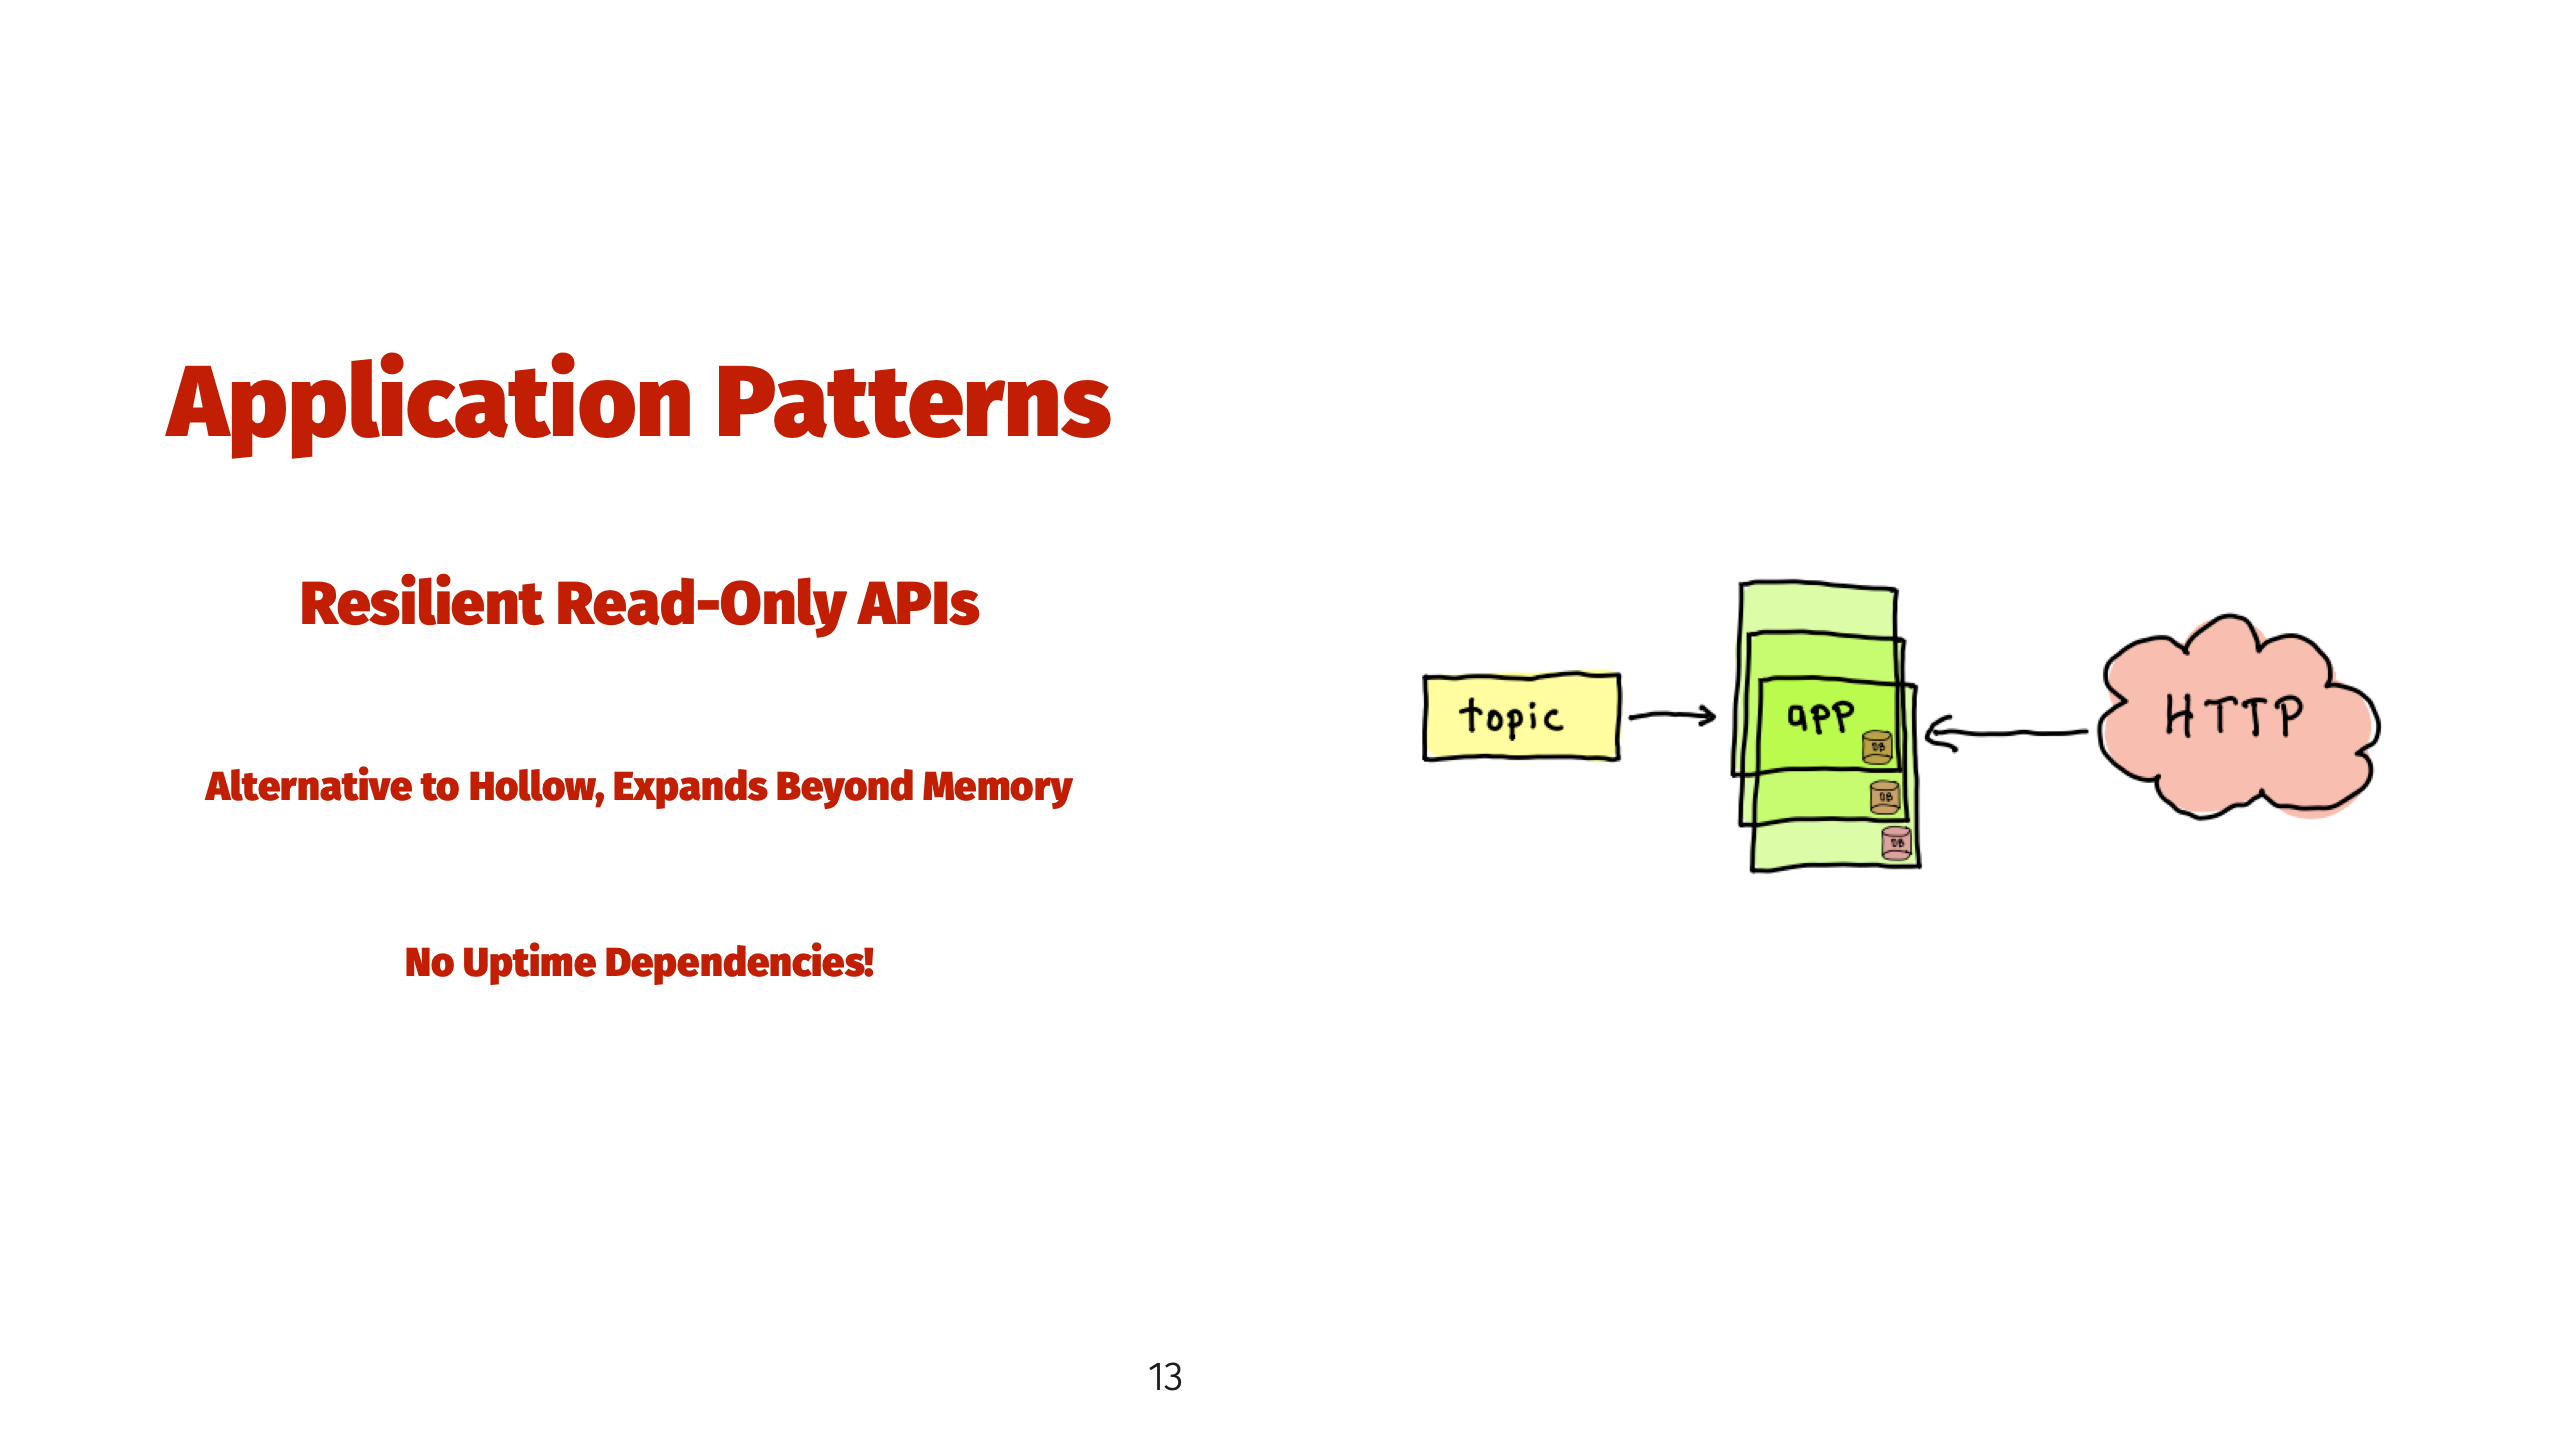 Application Patterns
Resilient Read-Only APIs
Alternative to Hollow, Expands Beyond Memory
No Uptime Dependencies!
topic
app
DB
DB
DB
HTTP
13